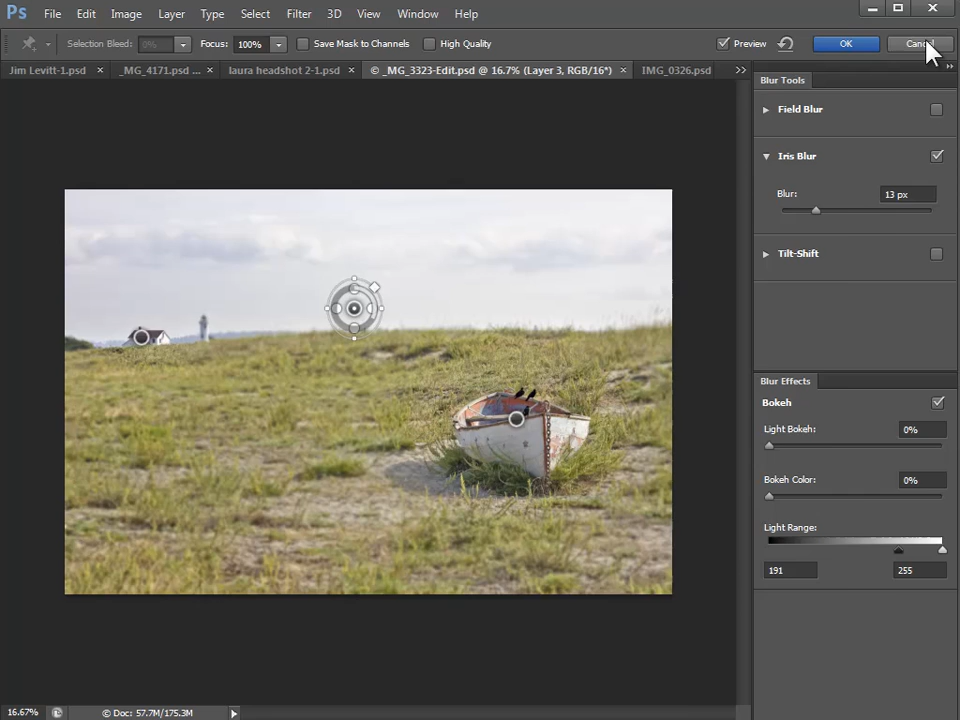 Ps File Edit Image Layer Type Select Filter 3D View Window Help
Selection Bleed: 0% Focus: 100% Save Mask to Channels High Quality Preview OK
Jim Levitt-1.psd × _MG_4171.psd ... × laura headshot 2-1.psd × © _MG_3323-Edit.psd @ 16.7% (Layer 3, RGB/16*) × IMG_0326.psd
Blur Tools
Field Blur
Iris Blur
Blur: 13 px
Tilt-Shift
Blur Effects
Bokeh
Light Bokeh: 0%
Bokeh Color: 0%
Light Range:
191 255
16.67% © Doc: 57.7M/175.3M